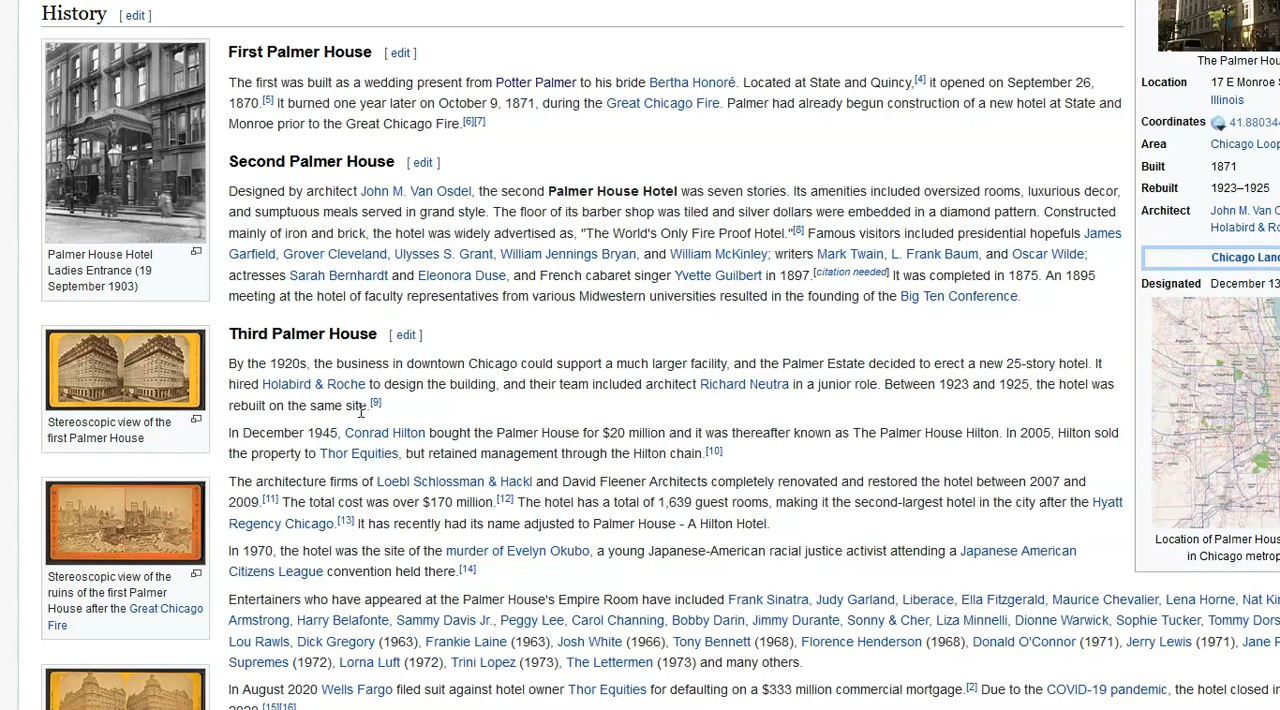 History [ edit ]
First Palmer House [ edit ]
The first was built as a wedding present from Potter Palmer to his bride Bertha Honoré. Located at State and Quincy,[4] it opened on September 26,
1870.[5] It burned one year later on October 9, 1871, during the Great Chicago Fire. Palmer had already begun construction of a new hotel at State and
Monroe prior to the Great Chicago Fire.[6][7]
Second Palmer House [ edit ]
Designed by architect John M. Van Osdel, the second Palmer House Hotel was seven stories. Its amenities included oversized rooms, luxurious decor,
and sumptuous meals served in grand style. The floor of its barber shop was tiled and silver dollars were embedded in a diamond pattern. Constructed
mainly of iron and brick, the hotel was widely advertised as, "The World's Only Fire Proof Hotel."[8] Famous visitors included presidential hopefuls James
Garfield, Grover Cleveland, Ulysses S. Grant, William Jennings Bryan, and William McKinley; writers Mark Twain, L. Frank Baum, and Oscar Wilde;
actresses Sarah Bernhardt and Eleonora Duse, and French cabaret singer Yvette Guilbert in 1897.[citation needed] It was completed in 1875. An 1895
meeting at the hotel of faculty representatives from various Midwestern universities resulted in the founding of the Big Ten Conference.
Third Palmer House [ edit ]
By the 1920s, the business in downtown Chicago could support a much larger facility, and the Palmer Estate decided to erect a new 25-story hotel. It
hired Holabird & Roche to design the building, and their team included architect Richard Neutra in a junior role. Between 1923 and 1925, the hotel was
rebuilt on the same site.[9]
In December 1945, Conrad Hilton bought the Palmer House for $20 million and it was thereafter known as The Palmer House Hilton. In 2005, Hilton sold
the property to Thor Equities, but retained management through the Hilton chain.[10]
The architecture firms of Loebl Schlossman & Hackl and David Fleener Architects completely renovated and restored the hotel between 2007 and
2009.[11] The total cost was over $170 million.[12] The hotel has a total of 1,639 guest rooms, making it the second-largest hotel in the city after the Hyatt
Regency Chicago.[13] It has recently had its name adjusted to Palmer House - A Hilton Hotel.
In 1970, the hotel was the site of the murder of Evelyn Okubo, a young Japanese-American racial justice activist attending a Japanese American
Citizens League convention held there.[14]
Entertainers who have appeared at the Palmer House's Empire Room have included Frank Sinatra, Judy Garland, Liberace, Ella Fitzgerald, Maurice Chevalier, Lena Horne, Nat Ki
Armstrong, Harry Belafonte, Sammy Davis Jr., Peggy Lee, Carol Channing, Bobby Darin, Jimmy Durante, Sonny & Cher, Liza Minnelli, Dionne Warwick, Sophie Tucker, Tommy Dors
Lou Rawls, Dick Gregory (1963), Frankie Laine (1963), Josh White (1966), Tony Bennett (1968), Florence Henderson (1968), Donald O'Connor (1971), Jerry Lewis (1971), Jane
Supremes (1972), Lorna Luft (1972), Trini Lopez (1973), The Lettermen (1973) and many others.
In August 2020 Wells Fargo filed suit against hotel owner Thor Equities for defaulting on a $333 million commercial mortgage.[2] Due to the COVID-19 pandemic, the hotel closed in
2020.[15][16]
Palmer House Hotel
Ladies Entrance (19
September 1903)
Stereoscopic view of the
first Palmer House
Stereoscopic view of the
ruins of the first Palmer
House after the Great Chicago
Fire
The Palmer Hou
Location 17 E Monroe S
Illinois
Coordinates 41.88034
Area Chicago Loop
Built 1871
Rebuilt 1923–1925
Architect John M. Van O
Holabird & Ro
Chicago Lan
Designated December 13
Location of Palmer Hous
in Chicago metrop